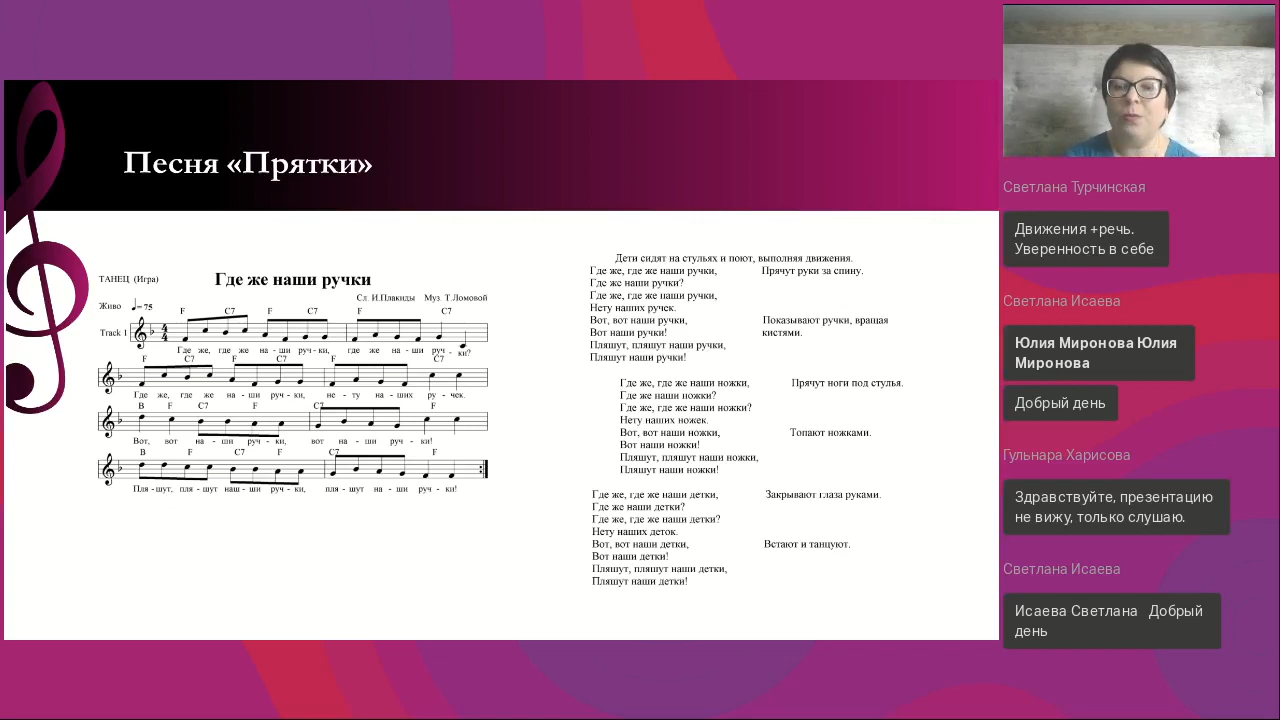 Песня «Прятки»
ТАНЕЦ (Игра)
Где же наши ручки
Живо ♩= 75
Сл. И.Плакиды Муз. Т.Ломовой
F C7 F C7 F C7
Track 1
Где же, где же на - ши руч - ки, где же на - ши руч - ки?
F C7 F C7 F C7
Где же, где же на - ши руч - ки, не - ту на - ших ру - чек.
B F C7 F C7 F
Вот, вот на - ши руч - ки, вот на - ши руч - ки!
B F C7 F C7 F
Пля - шут, пля - шут наш - ши руч - ки, пля - шут на - ши руч - ки!
Дети сидят на стульях и поют, выполняя движения.
Где же, где же наши ручки, Прячут руки за спину.
Где же наши ручки?
Где же, где же наши ручки,
Нету наших ручек.
Вот, вот наши ручки, Показывают ручки, вращая
Вот наши ручки! кистями.
Пляшут, пляшут наши ручки,
Пляшут наши ручки!
Где же, где же наши ножки, Прячут ноги под стулья.
Где же наши ножки?
Где же, где же наши ножки?
Нету наших ножек.
Вот, вот наши ножки, Топают ножками.
Вот наши ножки!
Пляшут, пляшут наши ножки,
Пляшут наши ножки!
Где же, где же наши детки, Закрывают глаза руками.
Где же наши детки?
Где же, где же наши детки?
Нету наших деток.
Вот, вот наши детки, Встают и танцуют.
Вот наши детки!
Пляшут, пляшут наши детки,
Пляшут наши детки!
Светлана Турчинская
Движения +речь.
Уверенность в себе
Светлана Исаева
Юлия Миронова Юлия
Миронова
Добрый день
Гульнара Харисова
Здравствуйте, презентацию
не вижу, только слушаю.
Светлана Исаева
Исаева Светлана Добрый
день